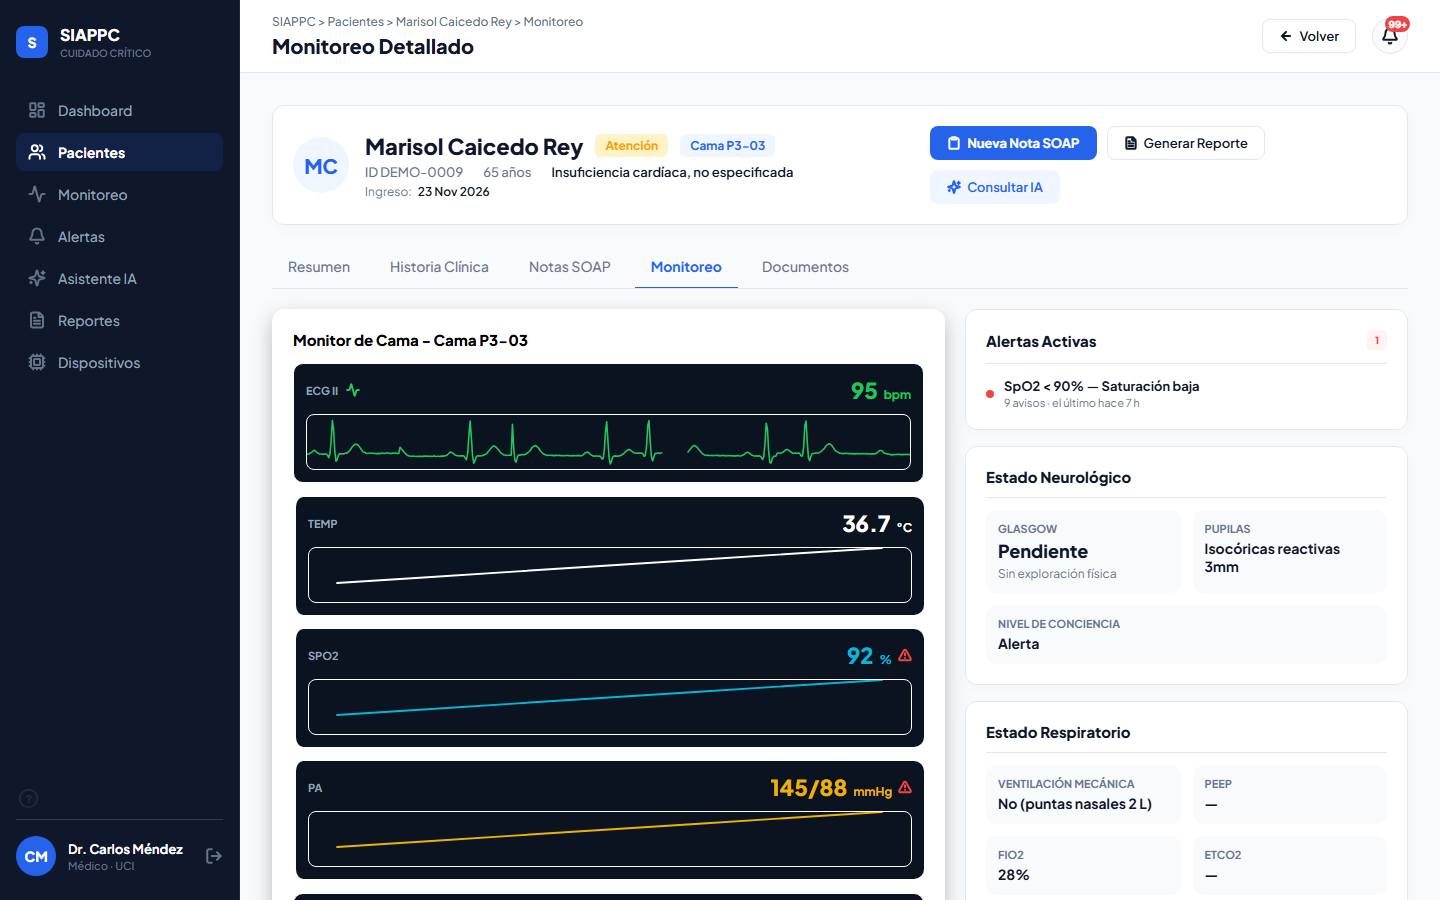 S
SIAPPC
CUIDADO CRÍTICO
Dashboard
Pacientes
Monitoreo
Alertas
Asistente IA
Reportes
Dispositivos
?
CM
Dr. Carlos Méndez
Médico · UCI
SIAPPC > Pacientes > Marisol Caicedo Rey > Monitoreo
Monitoreo Detallado
Volver
99+
MC
Marisol Caicedo Rey
Atención
Cama P3-03
ID DEMO-0009 65 años Insuficiencia cardíaca, no especificada
Ingreso: 23 Nov 2026
Nueva Nota SOAP
Generar Reporte
Consultar IA
Resumen
Historia Clínica
Notas SOAP
Monitoreo
Documentos
Monitor de Cama - Cama P3-03
ECG II
95 bpm
TEMP
36.7 °C
SPO2
92 %
PA
145/88 mmHg
Alertas Activas
1
SpO2 < 90% — Saturación baja
9 avisos · el último hace 7 h
Estado Neurológico
GLASGOW
Pendiente
Sin exploración física
PUPILAS
Isocóricas reactivas
3mm
NIVEL DE CONCIENCIA
Alerta
Estado Respiratorio
VENTILACIÓN MECÁNICA
No (puntas nasales 2 L)
PEEP
—
FIO2
28%
ETCO2
—